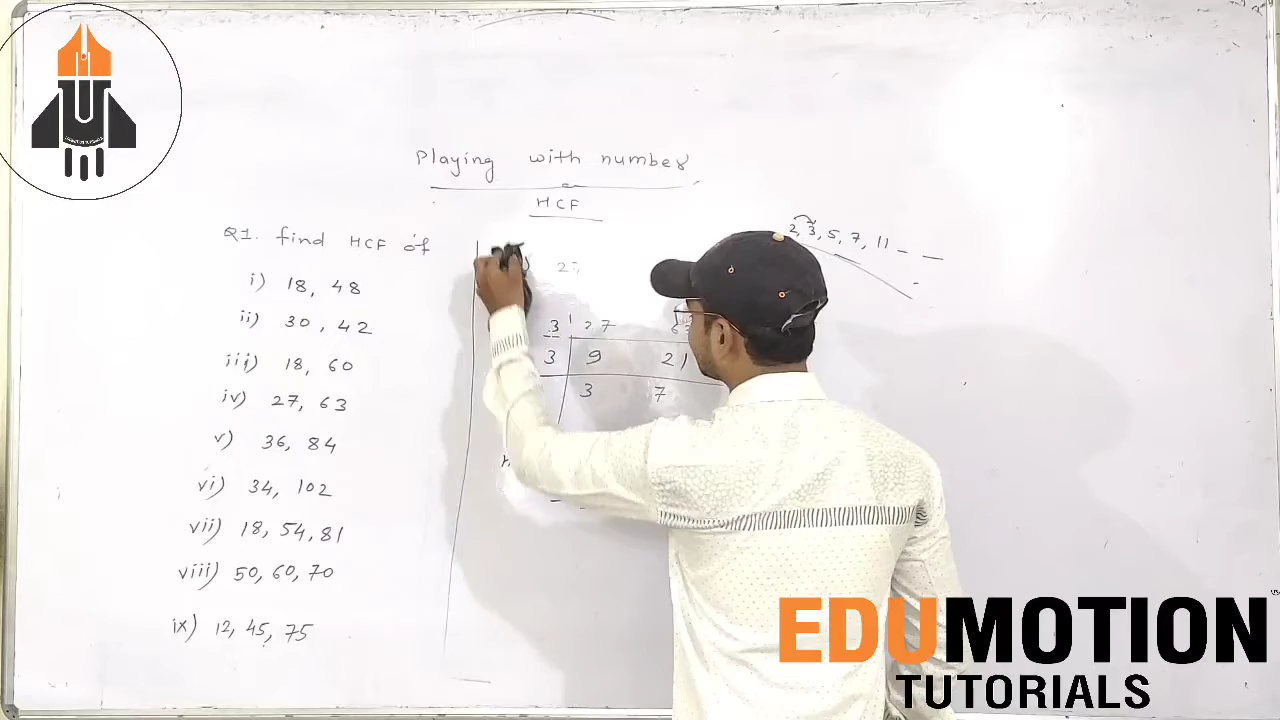 Playing with number
HCF
Q1. find HCF of
i) 18, 48
ii) 30, 42
iii) 18, 60
iv) 27, 63
v) 36, 84
vi) 34, 102
vii) 18, 54, 81
viii) 50, 60, 70
ix) 12, 45, 75
2, 3, 5, 7, 11 - -
3 27 63
3 9 21
3 7
EDUMOTION
TUTORIALS